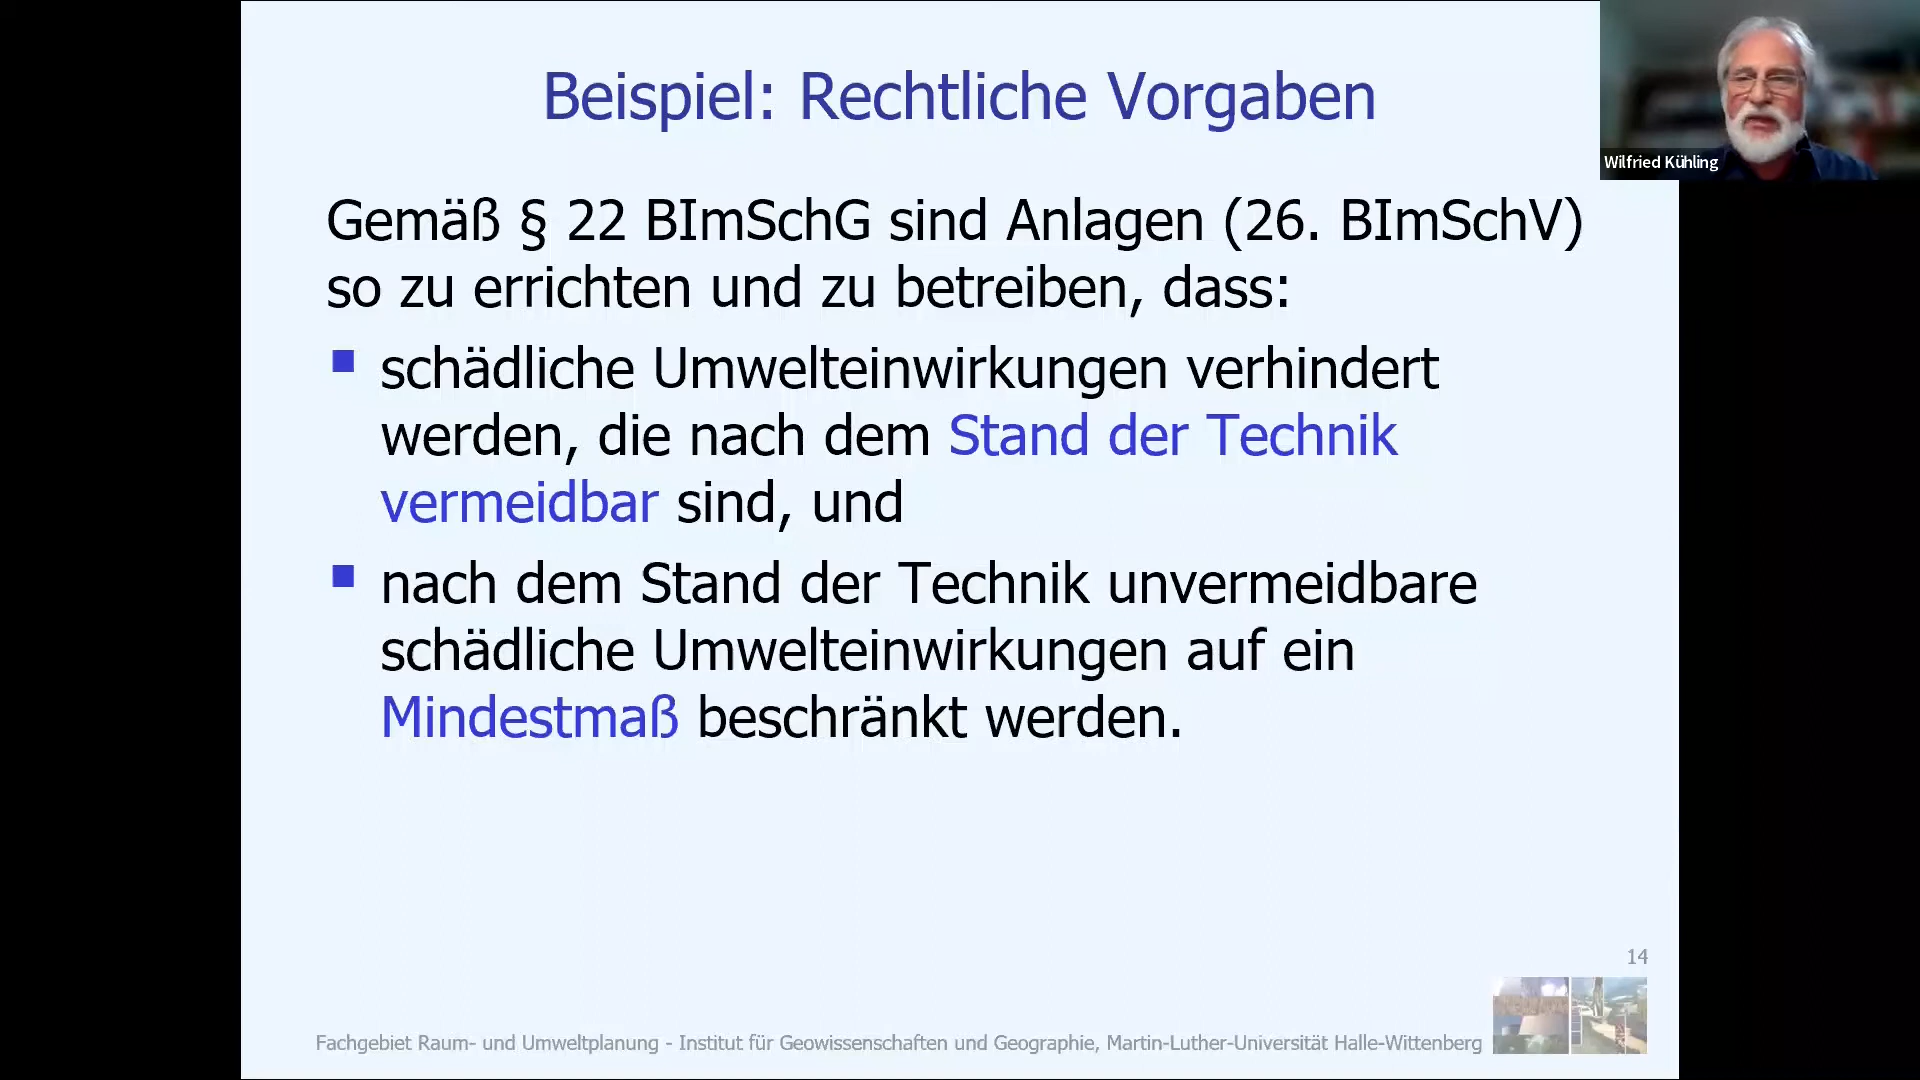 Beispiel: Rechtliche Vorgaben
Wilfried Kühling
Gemäß § 22 BImSchG sind Anlagen (26. BImSchV)
so zu errichten und zu betreiben, dass:
schädliche Umwelteinwirkungen verhindert
werden, die nach dem Stand der Technik
vermeidbar sind, und
nach dem Stand der Technik unvermeidbare
schädliche Umwelteinwirkungen auf ein
Mindestmaß beschränkt werden.
14
Fachgebiet Raum- und Umweltplanung - Institut für Geowissenschaften und Geographie, Martin-Luther-Universität Halle-Wittenberg